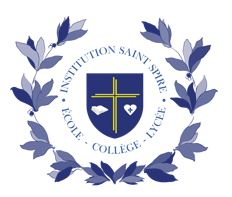 · INSTITUTION SAINT SPIRE ·
ÉCOLE - COLLÈGE - LYCÉE